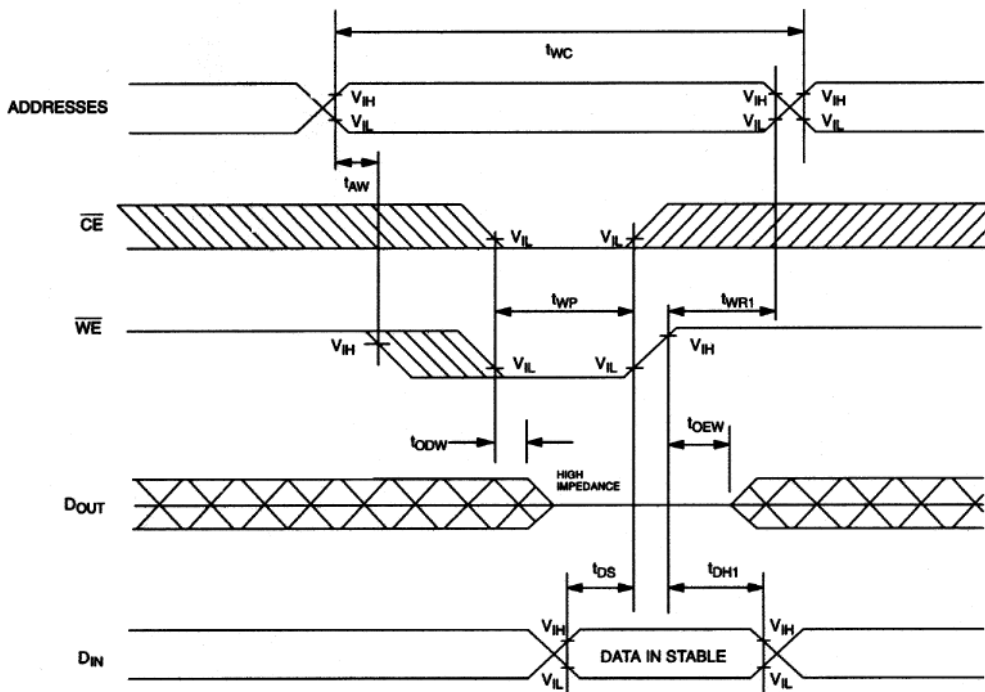 tWC
ADDRESSES
VIH
VIL
VIH
VIL
VIH
VIL
tAW
CE
VIL
VIL
tWP
tWR1
WE
VIH
VIL
VIL
VIH
tODW
tOEW
HIGH
IMPEDANCE
DOUT
tDS
tDH1
VIH
VIH
DIN
DATA IN STABLE
VIL
VIL